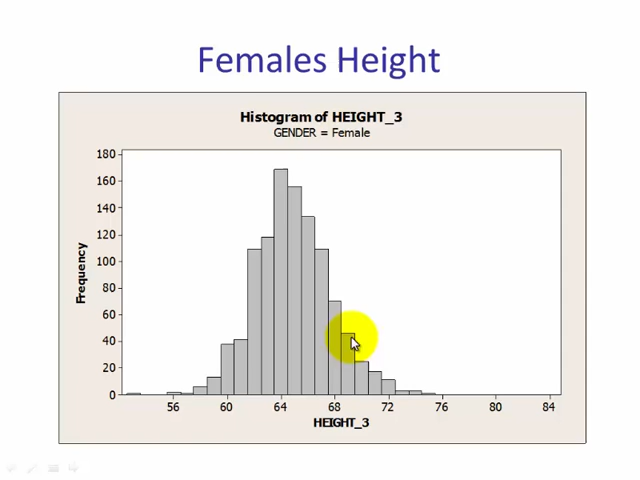 Females Height
Histogram of HEIGHT_3
GENDER = Female
180
160
140
120
100
80
60
40
20
0
Frequency
56 60 64 68 72 76 80 84
HEIGHT_3